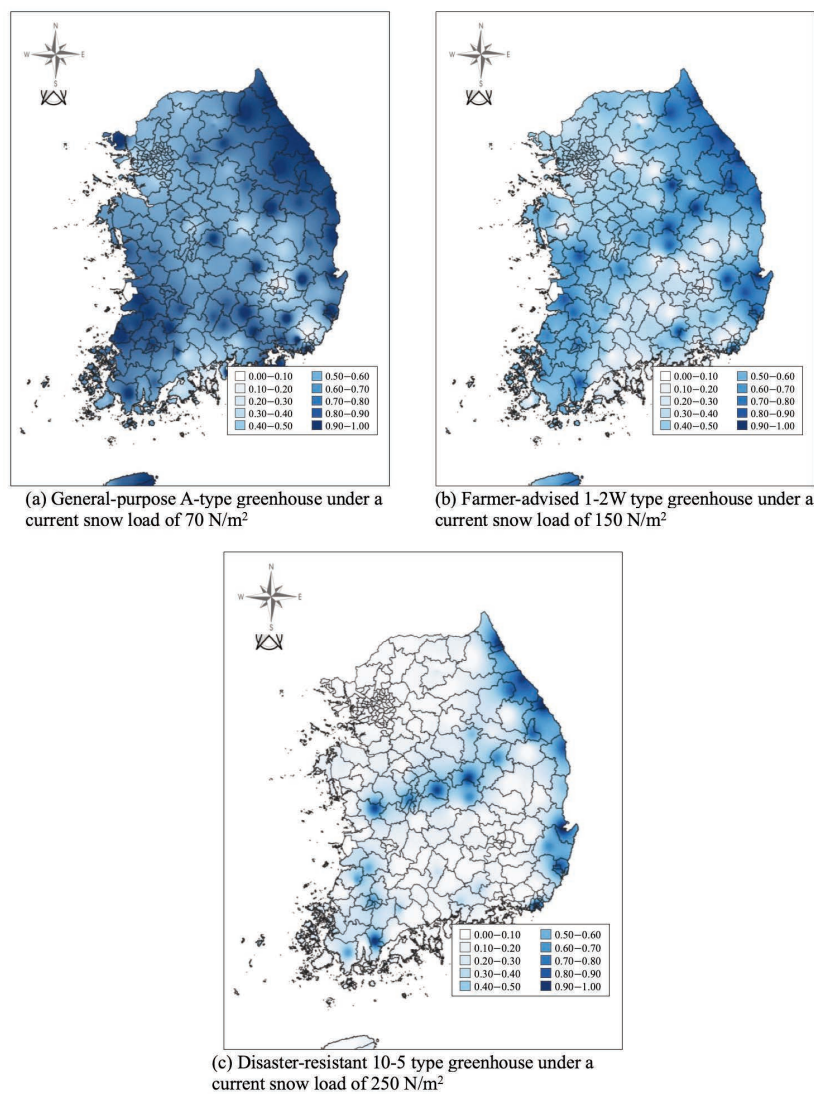 N
W E
S
0.00−0.10 0.50−0.60
0.10−0.20 0.60−0.70
0.20−0.30 0.70−0.80
0.30−0.40 0.80−0.90
0.40−0.50 0.90−1.00
(a) General-purpose A-type greenhouse under a
current snow load of 70 N/m²
N
W E
S
0.00−0.10 0.50−0.60
0.10−0.20 0.60−0.70
0.20−0.30 0.70−0.80
0.30−0.40 0.80−0.90
0.40−0.50 0.90−1.00
(b) Farmer-advised 1-2W type greenhouse under a
current snow load of 150 N/m²
N
W E
S
0.00−0.10 0.50−0.60
0.10−0.20 0.60−0.70
0.20−0.30 0.70−0.80
0.30−0.40 0.80−0.90
0.40−0.50 0.90−1.00
(c) Disaster-resistant 10-5 type greenhouse under a
current snow load of 250 N/m²